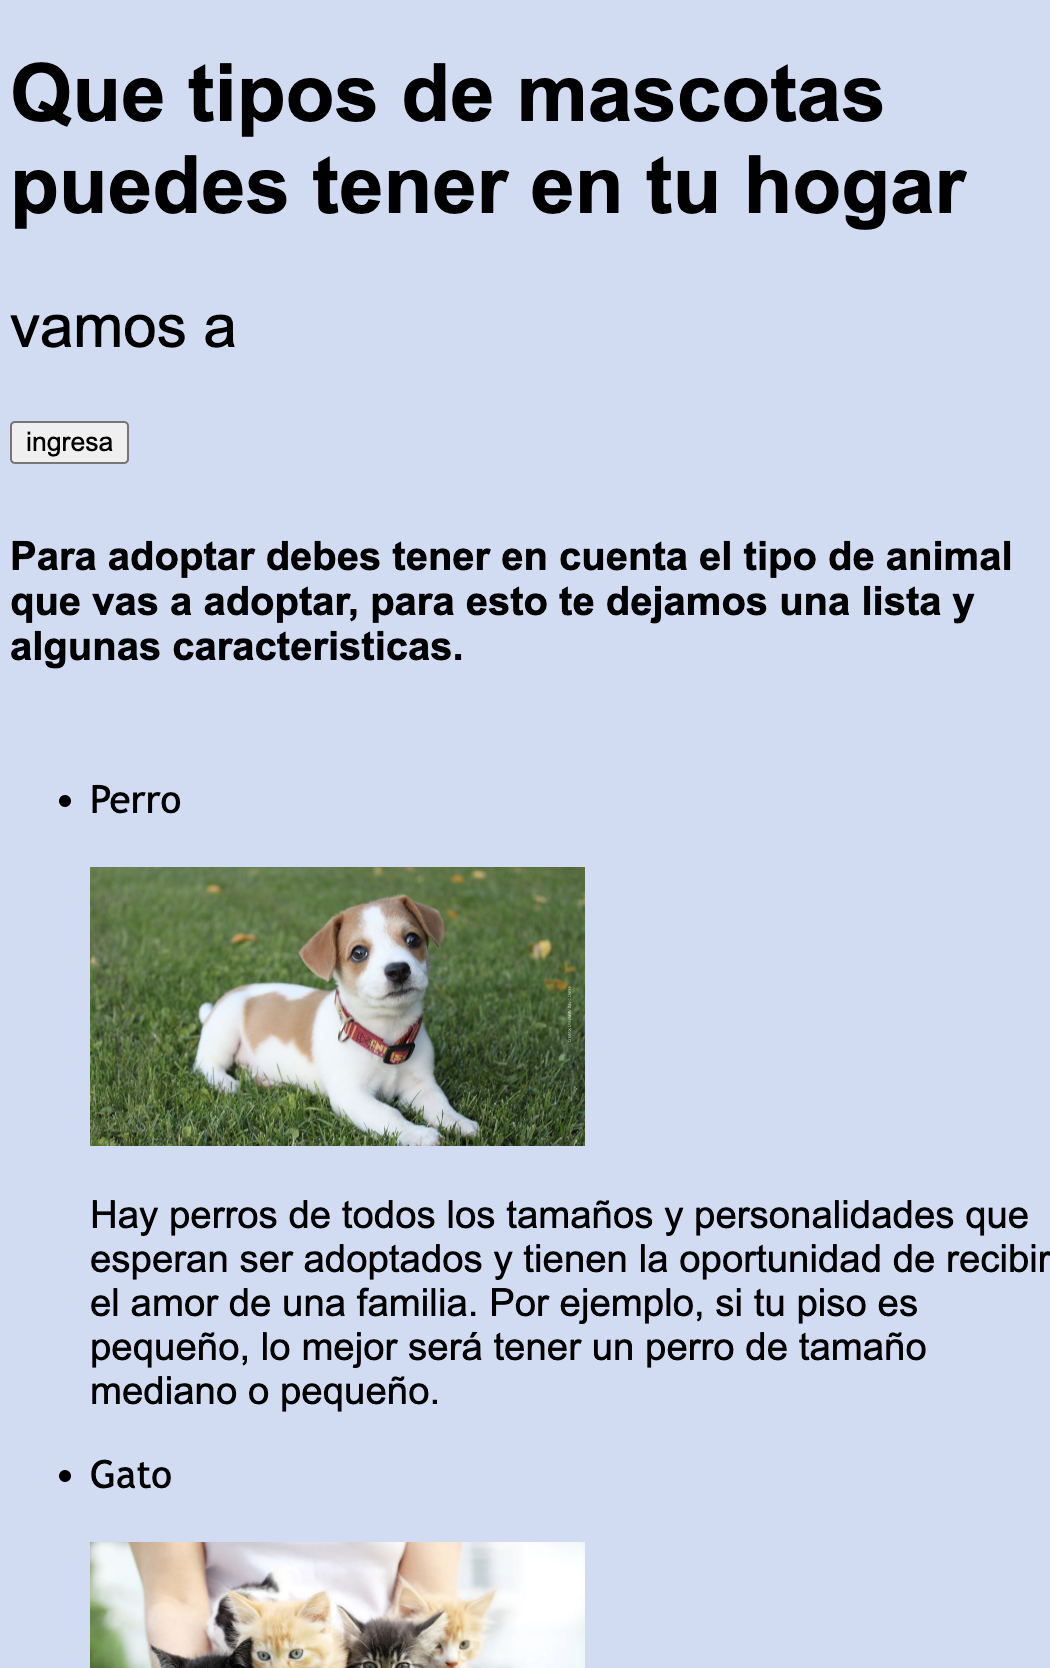 Que tipos de mascotas
puedes tener en tu hogar
vamos a
ingresa
Para adoptar debes tener en cuenta el tipo de animal
que vas a adoptar, para esto te dejamos una lista y
algunas caracteristicas.
Perro
Hay perros de todos los tamaños y personalidades que
esperan ser adoptados y tienen la oportunidad de recibir
el amor de una familia. Por ejemplo, si tu piso es
pequeño, lo mejor será tener un perro de tamaño
mediano o pequeño.
Gato